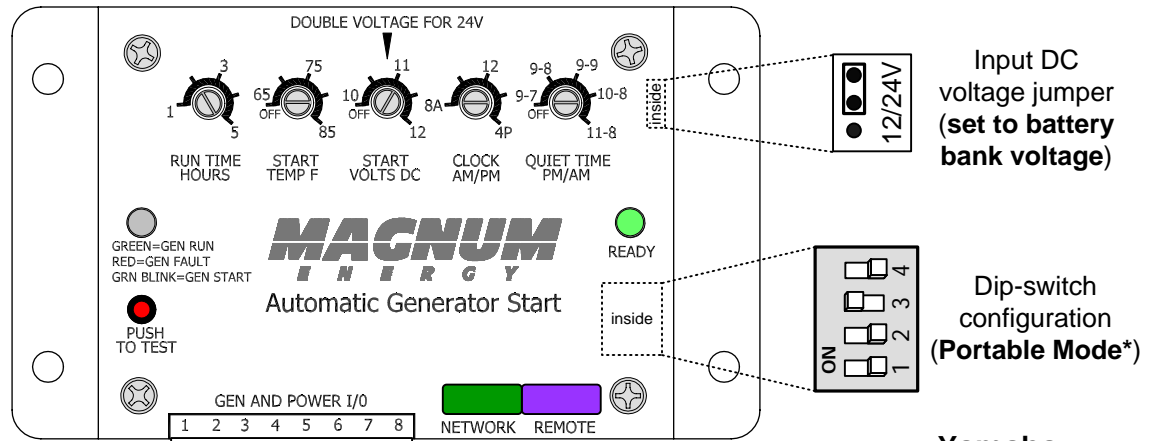 DOUBLE VOLTAGE FOR 24V
1 3 5
65 OFF 75 85
10 OFF 11 12
8A 12 4P
9-7 OFF 9-8 9-9 10-8 11-8
RUN TIME HOURS
START TEMP F
START VOLTS DC
CLOCK AM/PM
QUIET TIME PM/AM
inside
12/24V
Input DC
voltage jumper
(set to battery
bank voltage)
GREEN=GEN RUN
RED=GEN FAULT
GRN BLINK=GEN START
MAGNUM
ENERGY
Automatic Generator Start
READY
PUSH
TO TEST
inside
ON
1 2 3 4
Dip-switch
configuration
(Portable Mode*)
GEN AND POWER I/0
1 2 3 4 5 6 7 8
NETWORK REMOTE